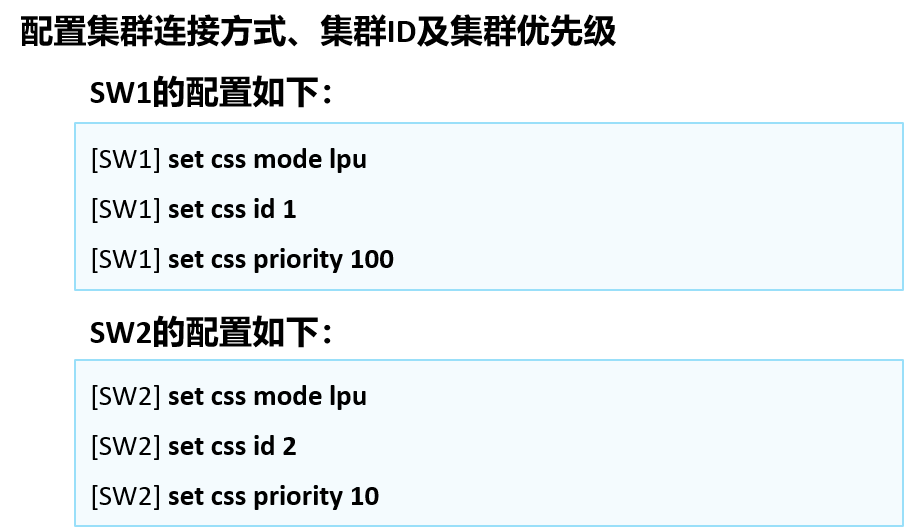 配置集群连接方式、集群ID及集群优先级
SW1的配置如下：
[SW1] set css mode lpu
[SW1] set css id 1
[SW1] set css priority 100
SW2的配置如下：
[SW2] set css mode lpu
[SW2] set css id 2
[SW2] set css priority 10